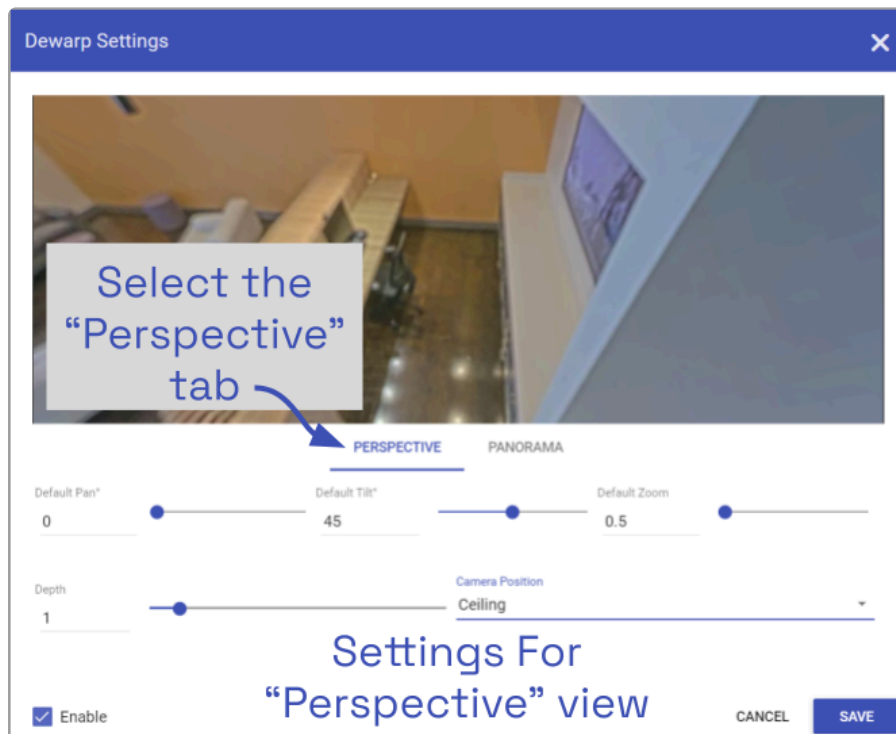 Dewarp Settings
Select the
“Perspective”
tab
PERSPECTIVE PANORAMA
Default Pan° Default Tilt° Default Zoom
0 45 0.5
Depth Camera Position
1 Ceiling
Settings For
“Perspective” view
Enable CANCEL SAVE